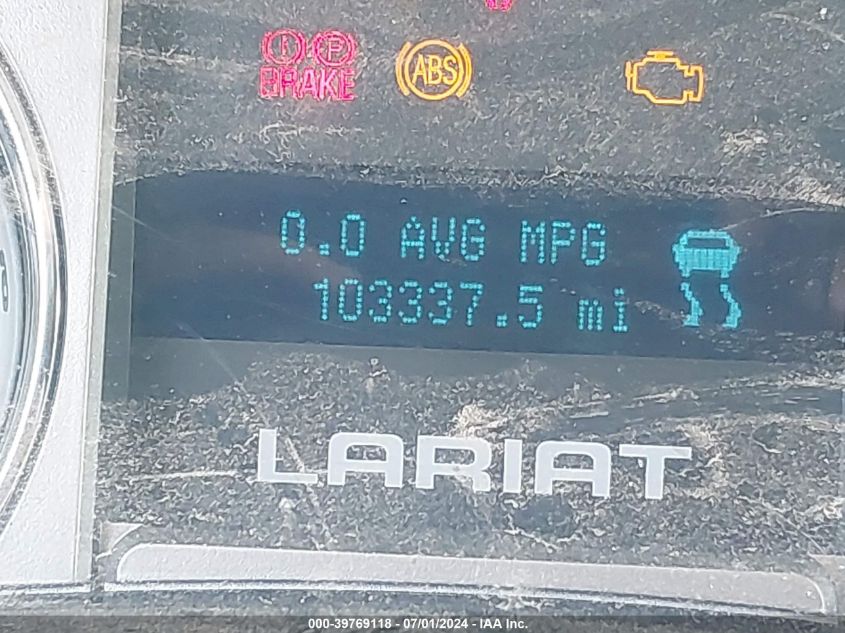 (!) (P)
BRAKE
ABS
0.0 AVG MPG
103337.5 mi
LARIAT
000-39769118 - 07/01/2024 - IAA Inc.